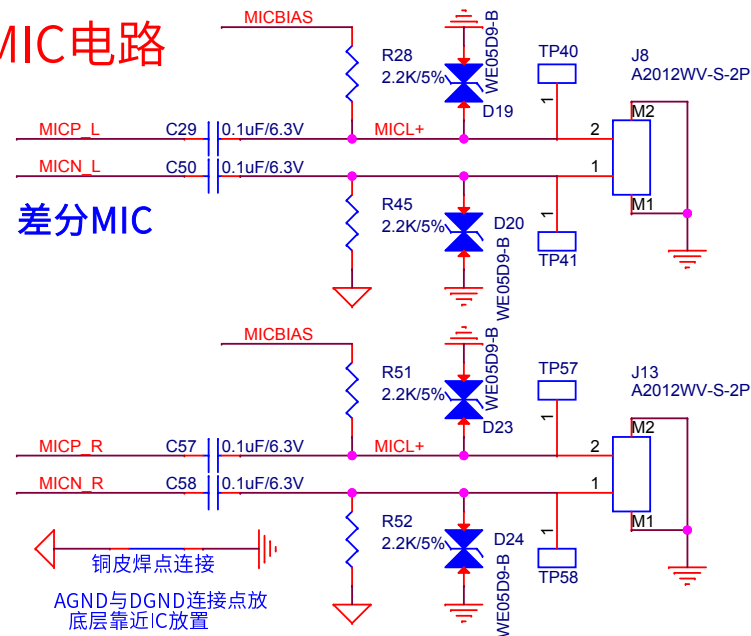 MIC电路
MICBIAS
R28
2.2K/5%
WE05D9-B
D19
TP40
1
J8
A2012WV-S-2P
M2
MICP_L
C29
0.1uF/6.3V
MICL+
2
MICN_L
C50
0.1uF/6.3V
1
M1
差分MIC
R45
2.2K/5%
D20
WE05D9-B
1
TP41
MICBIAS
R51
2.2K/5%
WE05D9-B
D23
TP57
1
J13
A2012WV-S-2P
M2
MICP_R
C57
0.1uF/6.3V
MICL+
2
MICN_R
C58
0.1uF/6.3V
1
M1
R52
2.2K/5%
D24
WE05D9-B
1
TP58
铜皮焊点连接
AGND与DGND连接点放
底层靠近IC放置